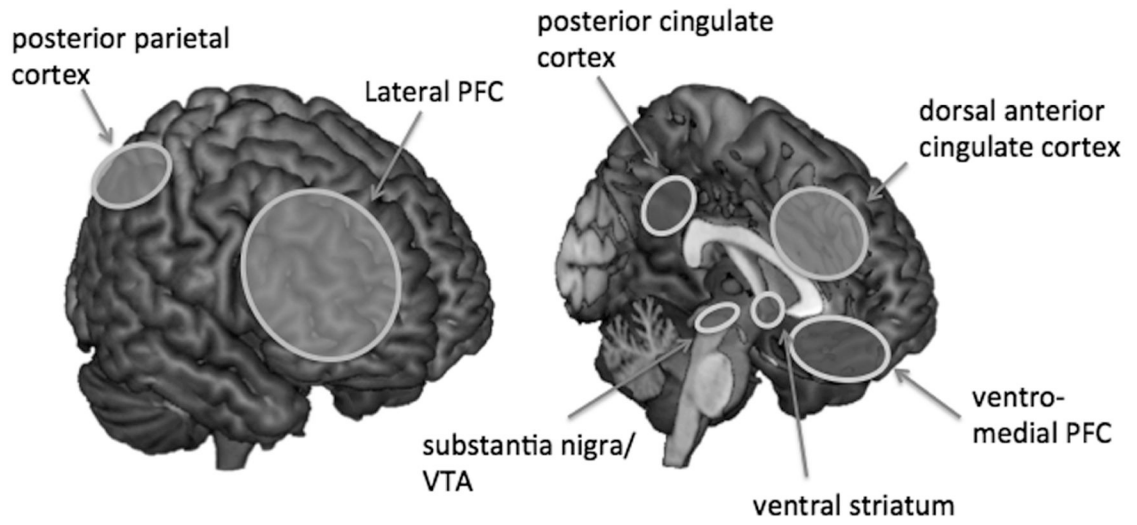 posterior parietal
cortex
Lateral PFC
posterior cingulate
cortex
dorsal anterior
cingulate cortex
substantia nigra/
VTA
ventral striatum
ventro-
medial PFC